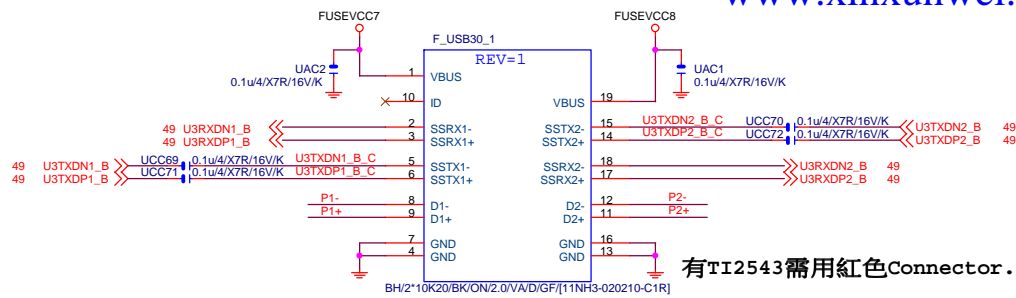 www.xinxunwei.
FUSEVCC7
FUSEVCC8
F_USB30_1
REV=1
UAC2
0.1u/4/X7R/16V/K
UAC1
0.1u/4/X7R/16V/K
1 VBUS
10 ID
VBUS 19
49 U3RXDN1_B 2 SSRX1-
49 U3RXDP1_B 3 SSRX1+
SSTX2- 15 U3TXDN2_B_C UCC70 0.1u/4/X7R/16V/K U3TXDN2_B 49
SSTX2+ 14 U3TXDP2_B_C UCC72 0.1u/4/X7R/16V/K U3TXDP2_B 49
49 U3TXDN1_B UCC69 0.1u/4/X7R/16V/K U3TXDN1_B_C 5 SSTX1-
49 U3TXDP1_B UCC71 0.1u/4/X7R/16V/K U3TXDP1_B_C 6 SSTX1+
SSRX2- 18 U3RXDN2_B 49
SSRX2+ 17 U3RXDP2_B 49
P1- 8 D1-
P1+ 9 D1+
D2- 12 P2-
D2+ 11 P2+
7 GND
4 GND
GND 16
GND 13
有TI2543需用紅色Connector.
BH/2*10K20/BK/ON/2.0/VA/D/GF/[11NH3-020210-C1R]